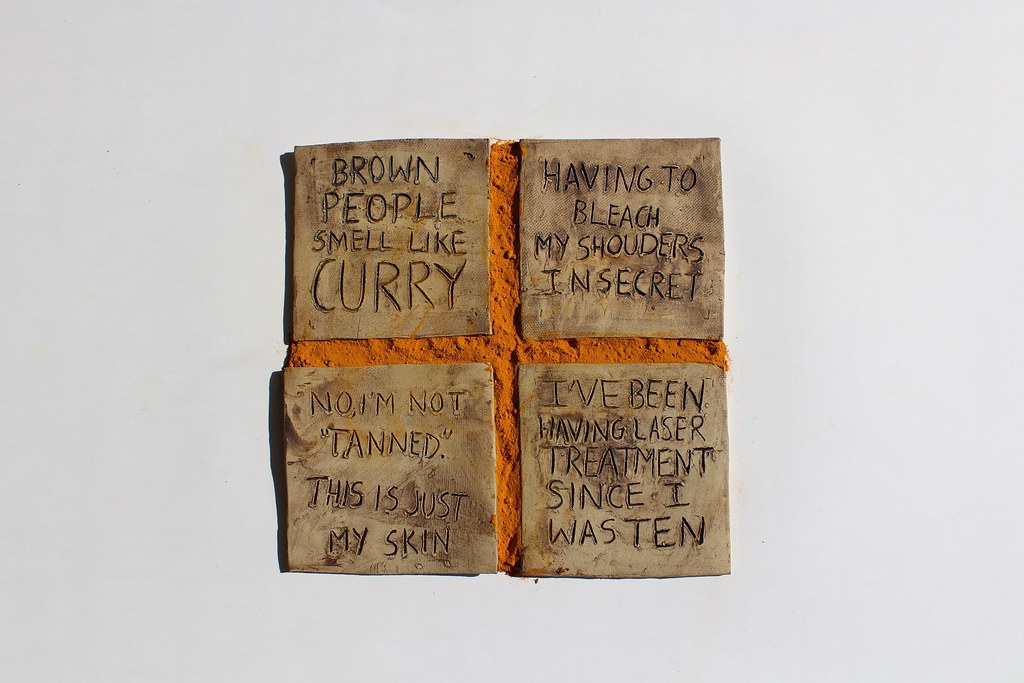 BROWN
PEOPLE
SMELL LIKE
CURRY
HAVING TO
BLEACH
MY SHOUDERS
IN SECRET
NO, I'M NOT
"TANNED."
THIS IS JUST
MY SKIN
I'VE BEEN
HAVING LASER
TREATMENT
SINCE I
WAS TEN